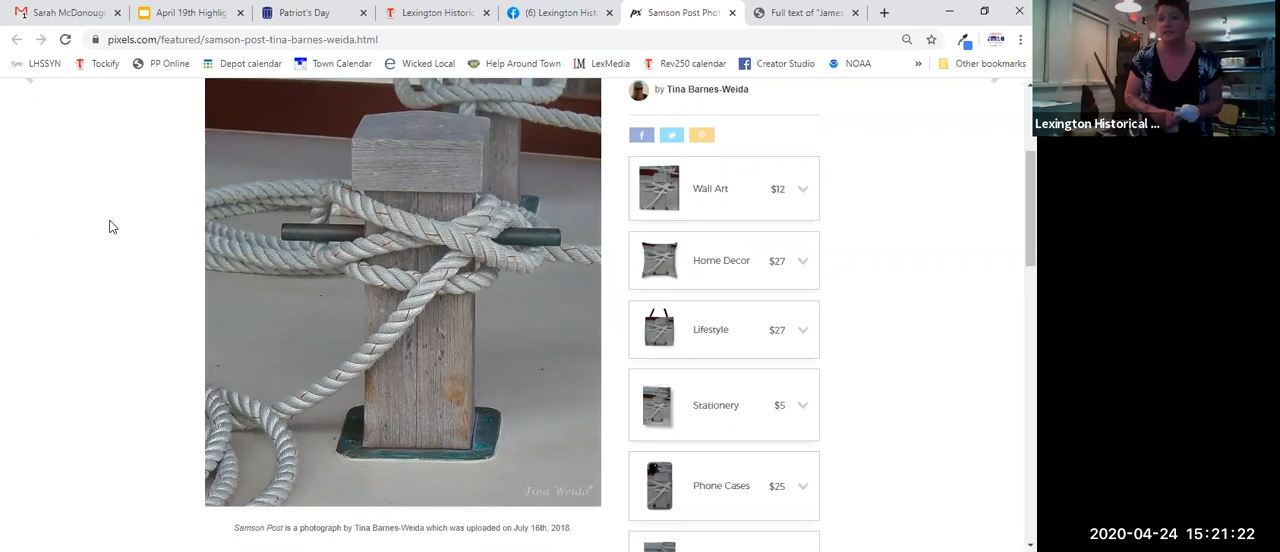 Sarah McDonoug
April 19th Highlig
Patriot's Day
Lexington Historic
(6) Lexington Hist
Samson Post Phot
Full text of "James
pixels.com/featured/samson-post-tina-barnes-weida.html
LHSSYN
Tockify
PP Online
Depot calendar
Town Calendar
Wicked Local
Help Around Town
LexMedia
Rev250 calendar
Creator Studio
NOAA
»
Other bookmarks
by Tina Barnes-Weida
Wall Art $12
Home Decor $27
Lifestyle $27
Stationery $5
Phone Cases $25
Tina Weida
Samson Post is a photograph by Tina Barnes-Weida which was uploaded on July 16th, 2018.
Lexington Historical ...
2020-04-24 15:21:22